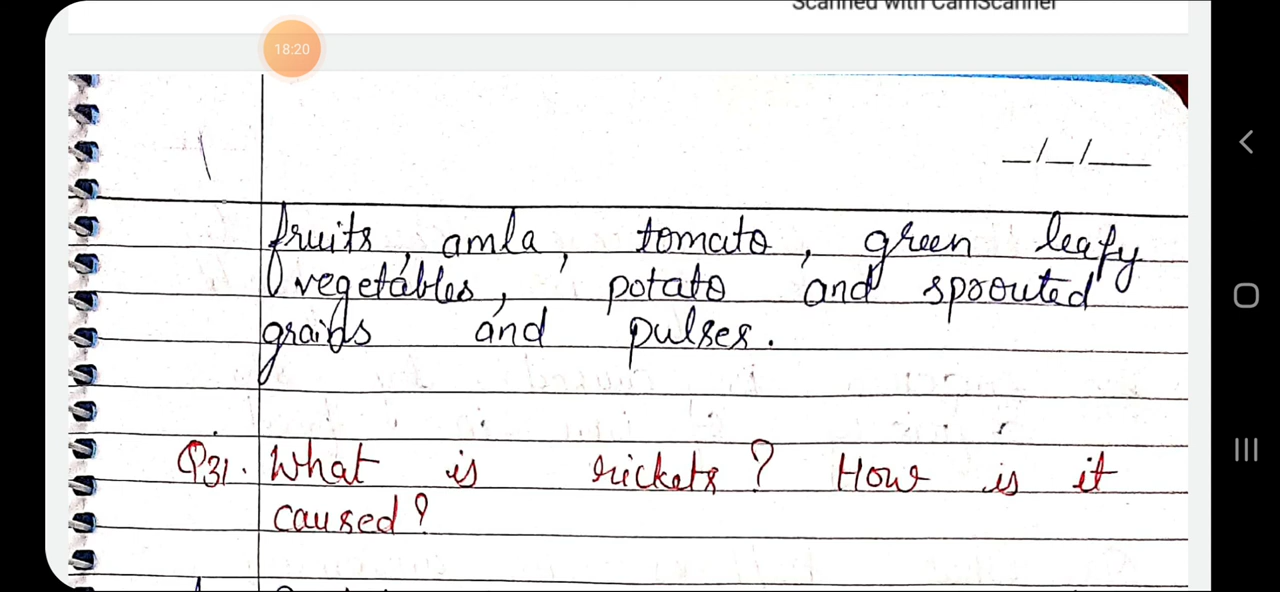 Scanned with CamScanner
18:20
_/_/__
fruits, amla, tomato, green leafy
vegetables, potato and sprouted
grains and pulses.
Q31. What is rickets? How is it
caused?